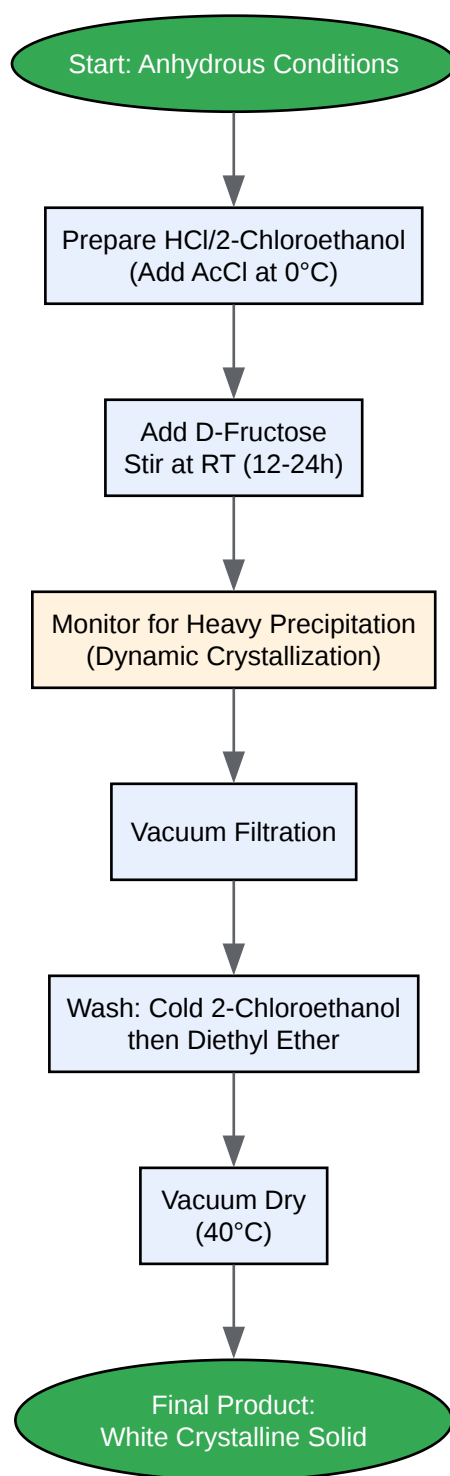 Start: Anhydrous Conditions
Prepare HCl/2-Chloroethanol
(Add AcCl at 0°C)
Add D-Fructose
Stir at RT (12-24h)
Monitor for Heavy Precipitation
(Dynamic Crystallization)
Vacuum Filtration
Wash: Cold 2-Chloroethanol
then Diethyl Ether
Vacuum Dry
(40°C)
Final Product:
White Crystalline Solid